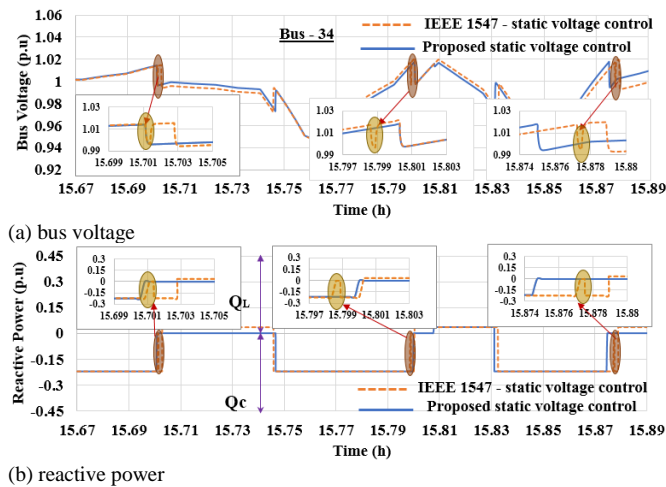 1.06
1.04
1.02
1
0.98
0.96
0.94
0.92
Bus Voltage (p.u)
Bus - 34
IEEE 1547 - static voltage control
Proposed static voltage control
1.03
1.01
0.99
15.699 15.701 15.703 15.705
1.03
1.01
0.99
15.797 15.799 15.801 15.803
1.03
1.01
0.99
15.874 15.876 15.878 15.88
15.67 15.69 15.71 15.73 15.75 15.77 15.79 15.81 15.83 15.85 15.87 15.89
Time (h)
(a) bus voltage
0.45
0.3
0.15
0
-0.15
-0.3
-0.45
Reactive Power (p.u)
0.3
0.15
0
-0.15
-0.3
15.699 15.701 15.703 15.705
0.3
0.15
0
-0.15
-0.3
15.797 15.799 15.801 15.803
0.3
0.15
0
-0.15
-0.3
15.874 15.876 15.878 15.88
QL
QC
IEEE 1547 - static voltage control
Proposed static voltage control
15.67 15.69 15.71 15.73 15.75 15.77 15.79 15.81 15.83 15.85 15.87 15.89
Time (h)
(b) reactive power